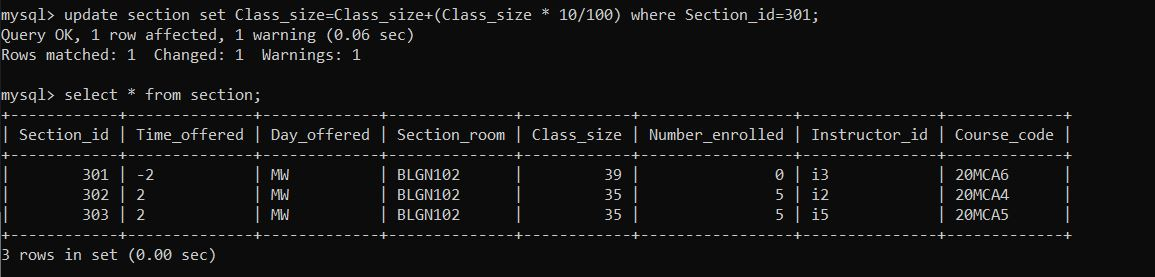 mysql> update section set Class_size=Class_size+(Class_size * 10/100) where Section_id=301;
Query OK, 1 row affected, 1 warning (0.06 sec)
Rows matched: 1  Changed: 1  Warnings: 1

mysql> select * from section;
+------------+--------------+-------------+--------------+------------+-----------------+---------------+-------------+
| Section_id | Time_offered | Day_offered | Section_room | Class_size | Number_enrolled | Instructor_id | Course_code |
+------------+--------------+-------------+--------------+------------+-----------------+---------------+-------------+
|        301 | -2           | MW          | BLGN102      |         39 |               0 | i3            | 20MCA6      |
|        302 | 2            | MW          | BLGN102      |         35 |               5 | i2            | 20MCA4      |
|        303 | 2            | MW          | BLGN102      |         35 |               5 | i5            | 20MCA5      |
+------------+--------------+-------------+--------------+------------+-----------------+---------------+-------------+
3 rows in set (0.00 sec)